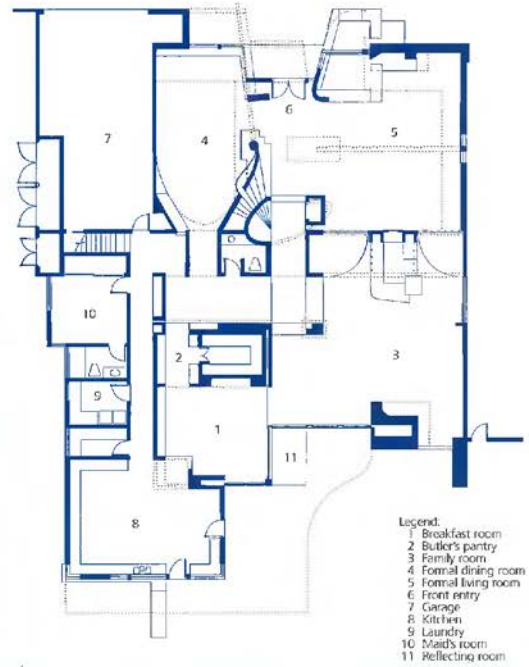 6
7
4
5
10
2
3
9
1
11
8
Legend:
1 Breakfast room
2 Butler's pantry
3 Family room
4 Formal dining room
5 Formal living room
6 Front entry
7 Garage
8 Kitchen
9 Laundry
10 Maid's room
11 Reflecting room